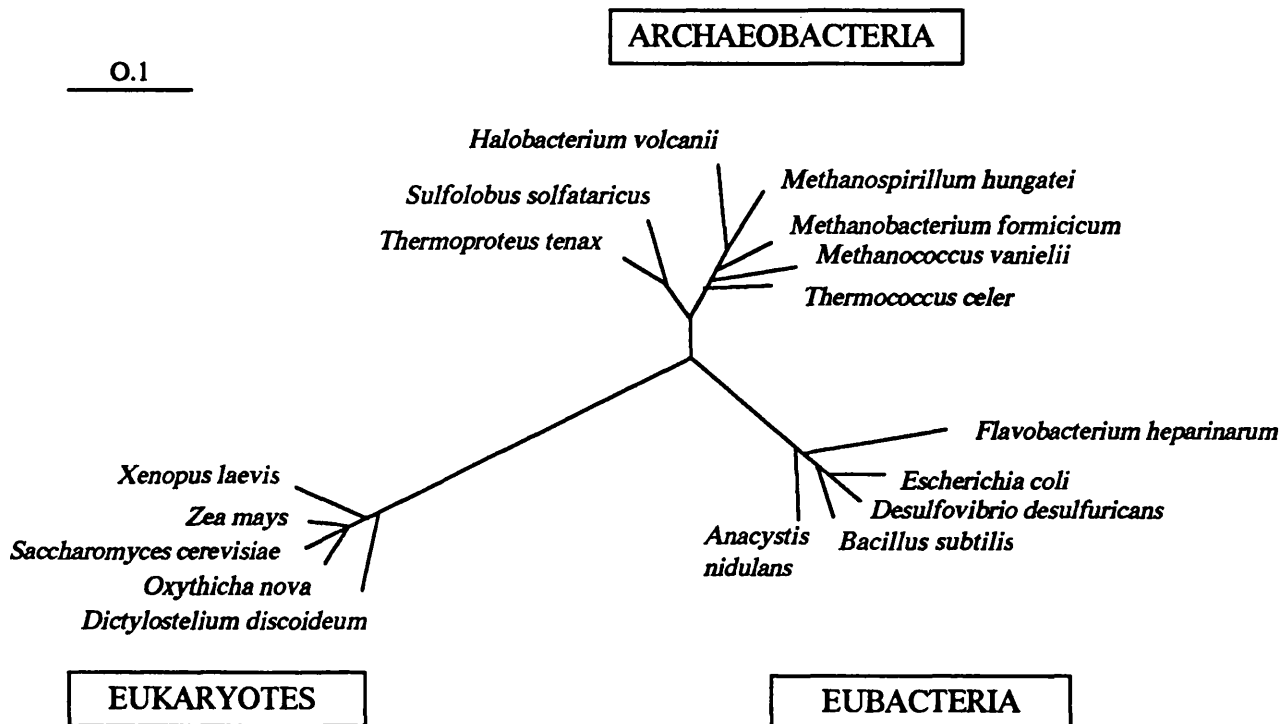 ARCHAEOBACTERIA
O.1
Halobacterium volcanii
Methanospirillum hungatei
Sulfolobus solfataricus
Methanobacterium formicicum
Thermoproteus tenax
Methanococcus vanielii
Thermococcus celer
Flavobacterium heparinarum
Xenopus laevis
Escherichia coli
Zea mays
Desulfovibrio desulfuricans
Saccharomyces cerevisiae
Anacystis
nidulans
Bacillus subtilis
Oxythicha nova
Dictylostelium discoideum
EUKARYOTES
EUBACTERIA